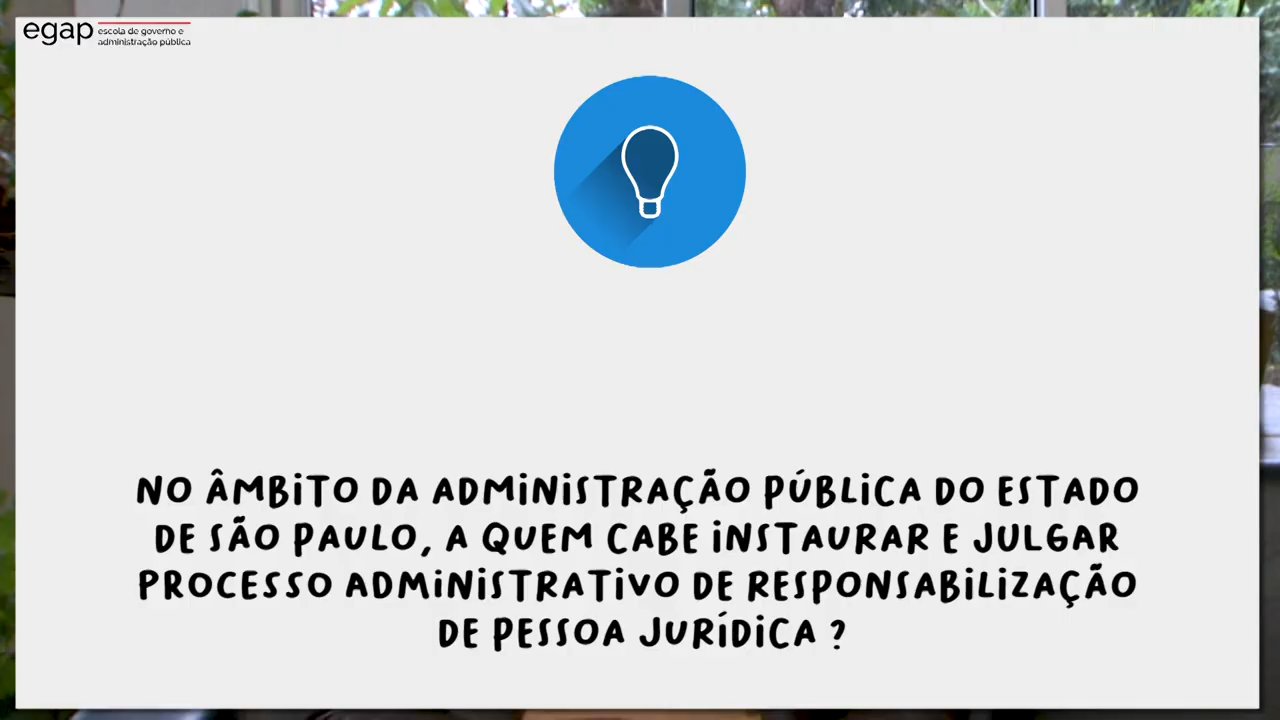 egap
escola de governo e
administração pública
NO ÂMBITO DA ADMINISTRAÇÃO PÚBLICA DO ESTADO
DE SÃO PAULO, A QUEM CABE INSTAURAR E JULGAR
PROCESSO ADMINISTRATIVO DE RESPONSABILIZAÇÃO
DE PESSOA JURÍDICA ?